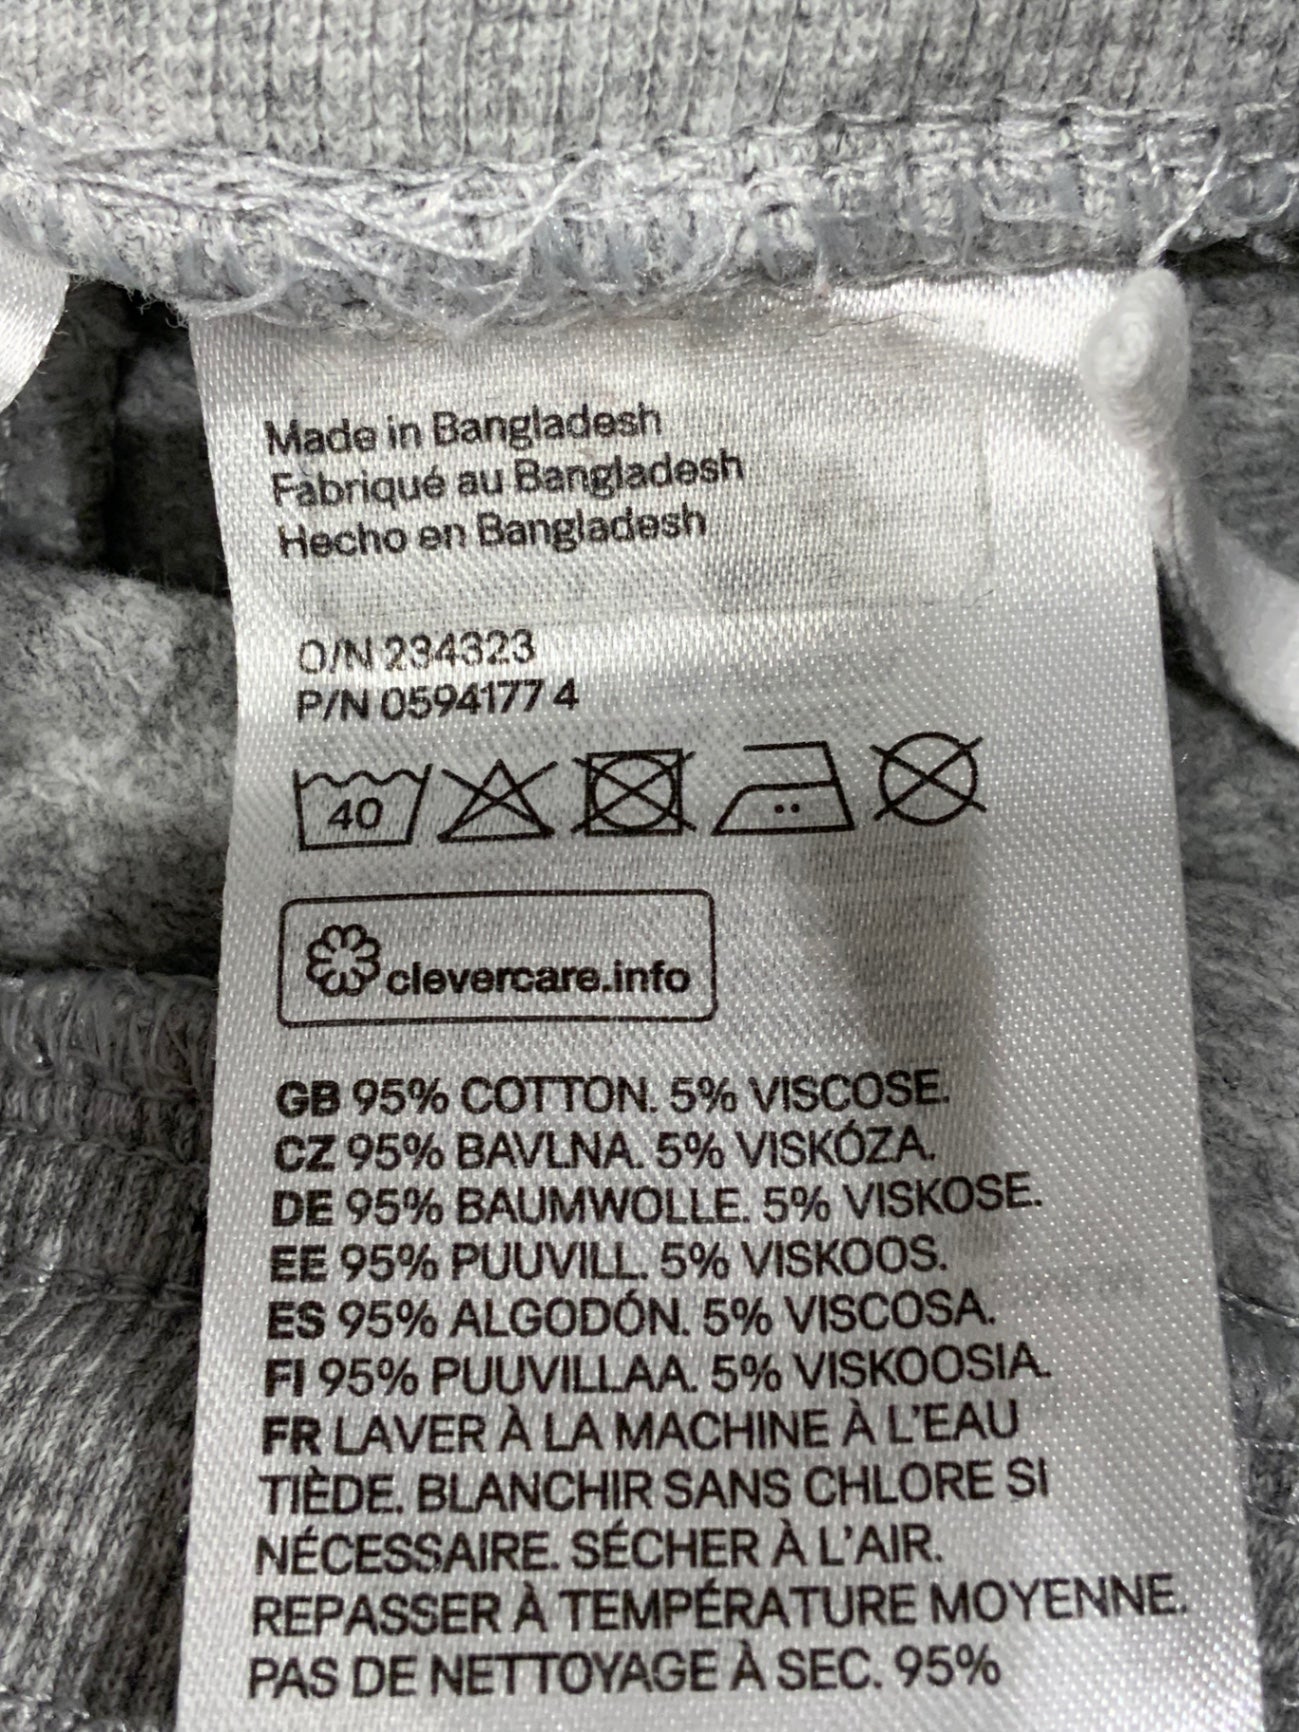 Made in Bangladesh
Fabriqué au Bangladesh
Hecho en Bangladesh
O/N 234323
P/N 0594177 4
40
clevercare.info
GB 95% COTTON. 5% VISCOSE.
CZ 95% BAVLNA. 5% VISKÓZA.
DE 95% BAUMWOLLE. 5% VISKOSE.
EE 95% PUUVILL. 5% VISKOOS.
ES 95% ALGODÓN. 5% VISCOSA.
FI 95% PUUVILLAA. 5% VISKOOSIA.
FR LAVER À LA MACHINE À L'EAU
TIÈDE. BLANCHIR SANS CHLORE SI
NÉCESSAIRE. SÉCHER À L'AIR.
REPASSER À TEMPÉRATURE MOYENNE.
PAS DE NETTOYAGE À SEC. 95%